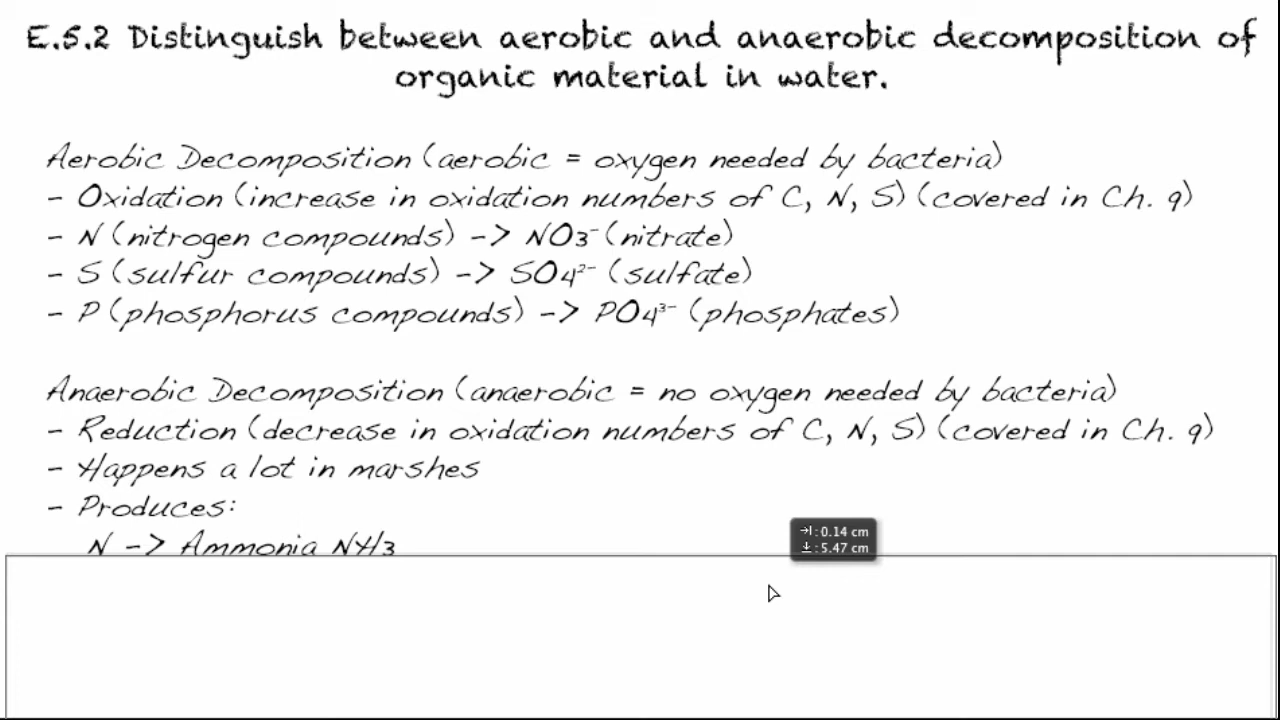 E.5.2 Distinguish between aerobic and anaerobic decomposition of
organic material in water.
Aerobic Decomposition (aerobic = oxygen needed by bacteria)
- Oxidation (increase in oxidation numbers of C, N, S) (covered in Ch. 9)
- N (nitrogen compounds) -> NO3⁻ (nitrate)
- S (sulfur compounds) -> SO4²⁻ (sulfate)
- P (phosphorus compounds) -> PO4³⁻ (phosphates)
Anaerobic Decomposition (anaerobic = no oxygen needed by bacteria)
- Reduction (decrease in oxidation numbers of C, N, S) (covered in Ch. 9)
- Happens a lot in marshes
- Produces:
N -> Ammonia NH3
: 0.14 cm
: 5.47 cm